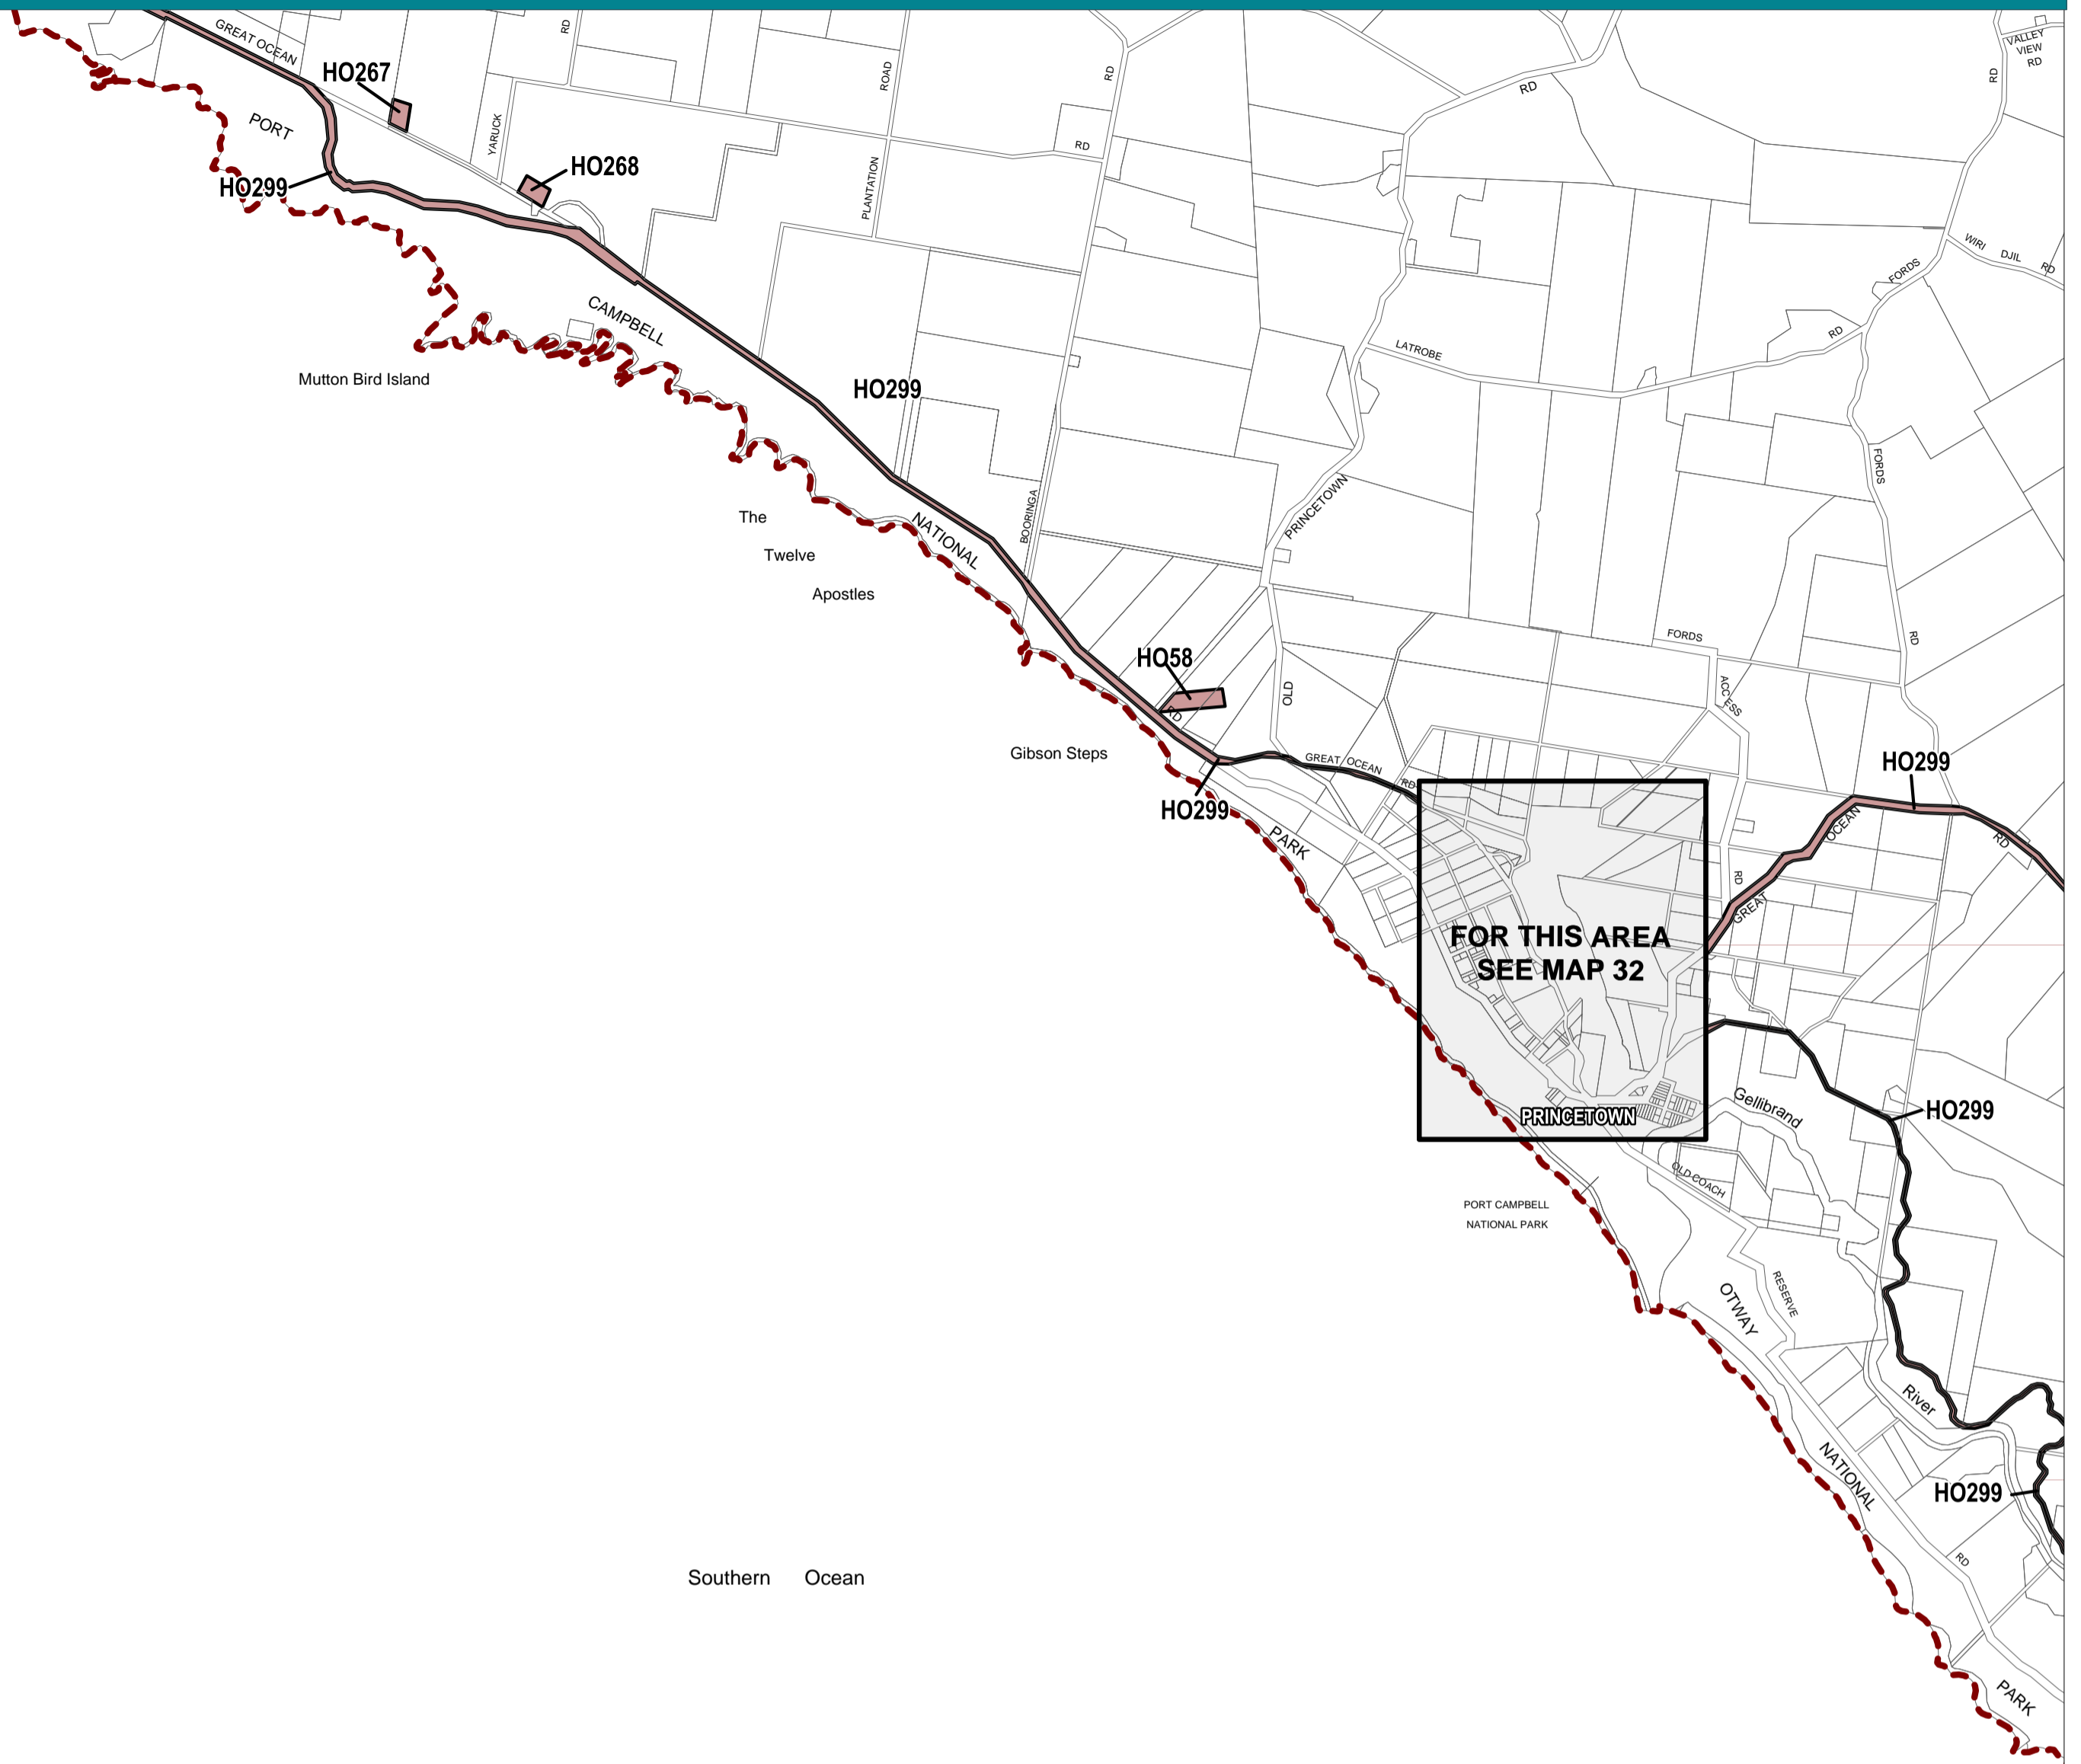 GREAT OCEAN
RD
HO267
PORT
YARUCK
ROAD
RD
RD
RD
RD
VALLEY
VIEW
RD
HO299
HO268
PLANTATION
RD
WIRI DJIL RD
FORDS
CAMPBELL
Mutton Bird Island
LATROBE
RD
HO299
FORDS
The
Twelve
Apostles
NATIONAL
BOORINGA
PRINCETOWN
FORDS
RD
HO58
RD
OLD
ACCESS
Gibson Steps
GREAT OCEAN
RD
HO299
HO299
PARK
OCEAN
RD
RD
GREAT
FOR THIS AREA
SEE MAP 32
PRINCETOWN
Gellibrand
HO299
OLD COACH
PORT CAMPBELL
NATIONAL PARK
RESERVE
OTWAY
River
NATIONAL
HO299
RD
Southern Ocean
PARK